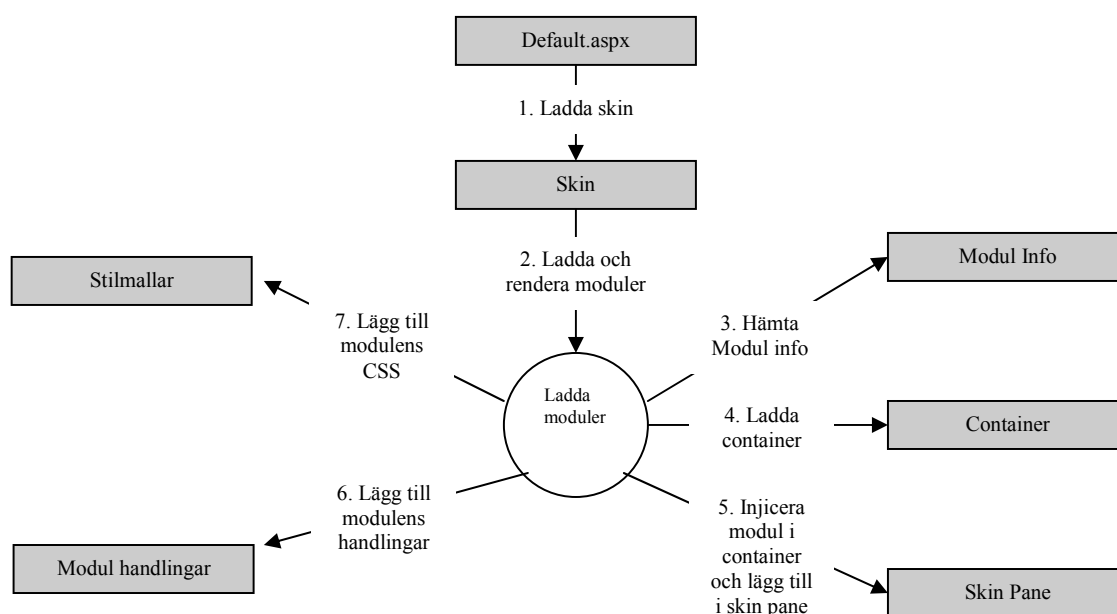 Default.aspx
1. Ladda skin
Skin
2. Ladda och
rendera moduler
Modul Info
Stilmallar
3. Hämta
Modul info
7. Lägg till
modulens
CSS
Ladda
moduler
4. Ladda
container
Container
6. Lägg till
modulens
handlingar
5. Injicera
modul i
container
och lägg till
i skin pane
Modul handlingar
Skin Pane